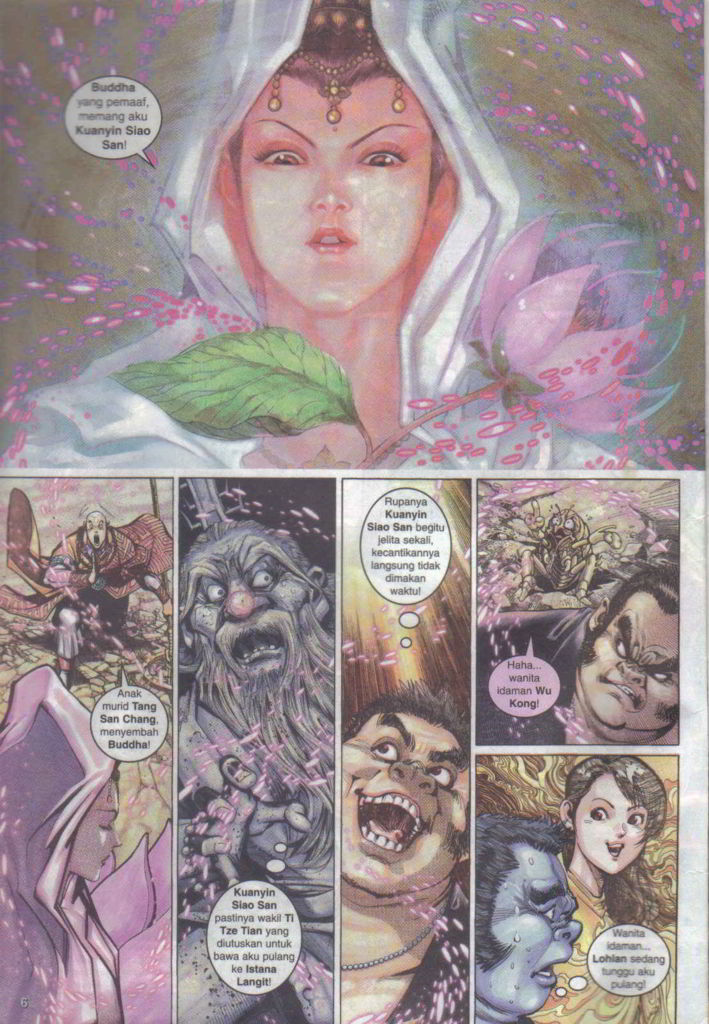 Buddha
yang pemaaf,
memang aku
Kuanyin Siao
San!
Anak
murid Tang
San Chang,
menyembah
Buddha!
Kuanyin
Siao San
pastinya wakil Ti
Tze Tian yang
diutuskan untuk
bawa aku pulang
ke Istana
Langit!
Rupanya
Kuanyin
Siao San begitu
jelita sekali,
kecantikannya
langsung tidak
dimakan
waktu!
Haha...
wanita
idaman Wu
Kong!
Wanita
idaman...
Lohlan sedang
tunggu aku
pulang!
6